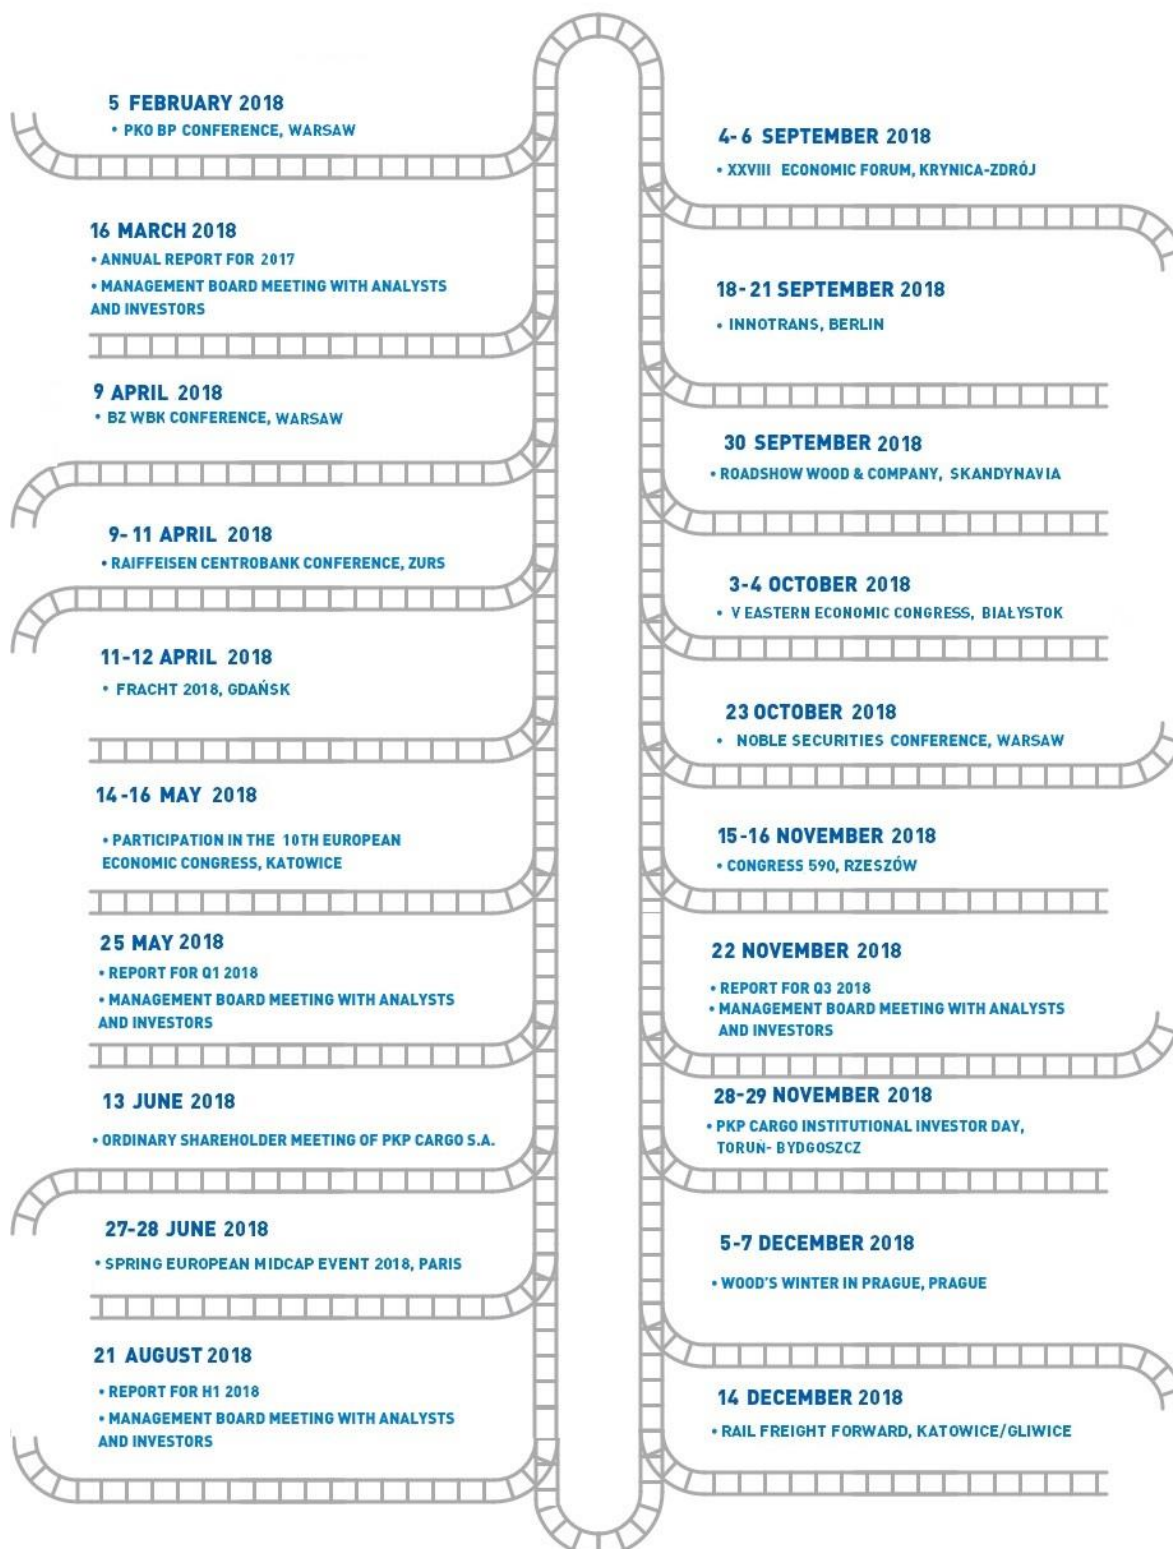 5 FEBRUARY 2018
• PKO BP CONFERENCE, WARSAW
16 MARCH 2018
• ANNUAL REPORT FOR 2017
• MANAGEMENT BOARD MEETING WITH ANALYSTS
AND INVESTORS
9 APRIL 2018
• BZ WBK CONFERENCE, WARSAW
9-11 APRIL 2018
• RAIFFEISEN CENTROBANK CONFERENCE, ZURS
11-12 APRIL 2018
• FRACHT 2018, GDAŃSK
14-16 MAY 2018
• PARTICIPATION IN THE 10TH EUROPEAN
ECONOMIC CONGRESS, KATOWICE
25 MAY 2018
• REPORT FOR Q1 2018
• MANAGEMENT BOARD MEETING WITH ANALYSTS
AND INVESTORS
13 JUNE 2018
• ORDINARY SHAREHOLDER MEETING OF PKP CARGO S.A.
27-28 JUNE 2018
• SPRING EUROPEAN MIDCAP EVENT 2018, PARIS
21 AUGUST 2018
• REPORT FOR H1 2018
• MANAGEMENT BOARD MEETING WITH ANALYSTS
AND INVESTORS
4-6 SEPTEMBER 2018
• XXVIII ECONOMIC FORUM, KRYNICA-ZDRÓJ
18-21 SEPTEMBER 2018
• INNOTRANS, BERLIN
30 SEPTEMBER 2018
• ROADSHOW WOOD & COMPANY, SKANDYNAVIA
3-4 OCTOBER 2018
• V EASTERN ECONOMIC CONGRESS, BIAŁYSTOK
23 OCTOBER 2018
• NOBLE SECURITIES CONFERENCE, WARSAW
15-16 NOVEMBER 2018
• CONGRESS 590, RZESZÓW
22 NOVEMBER 2018
• REPORT FOR Q3 2018
• MANAGEMENT BOARD MEETING WITH ANALYSTS
AND INVESTORS
28-29 NOVEMBER 2018
• PKP CARGO INSTITUTIONAL INVESTOR DAY,
TORUŃ- BYDGOSZCZ
5-7 DECEMBER 2018
• WOOD'S WINTER IN PRAGUE, PRAGUE
14 DECEMBER 2018
• RAIL FREIGHT FORWARD, KATOWICE/GLIWICE